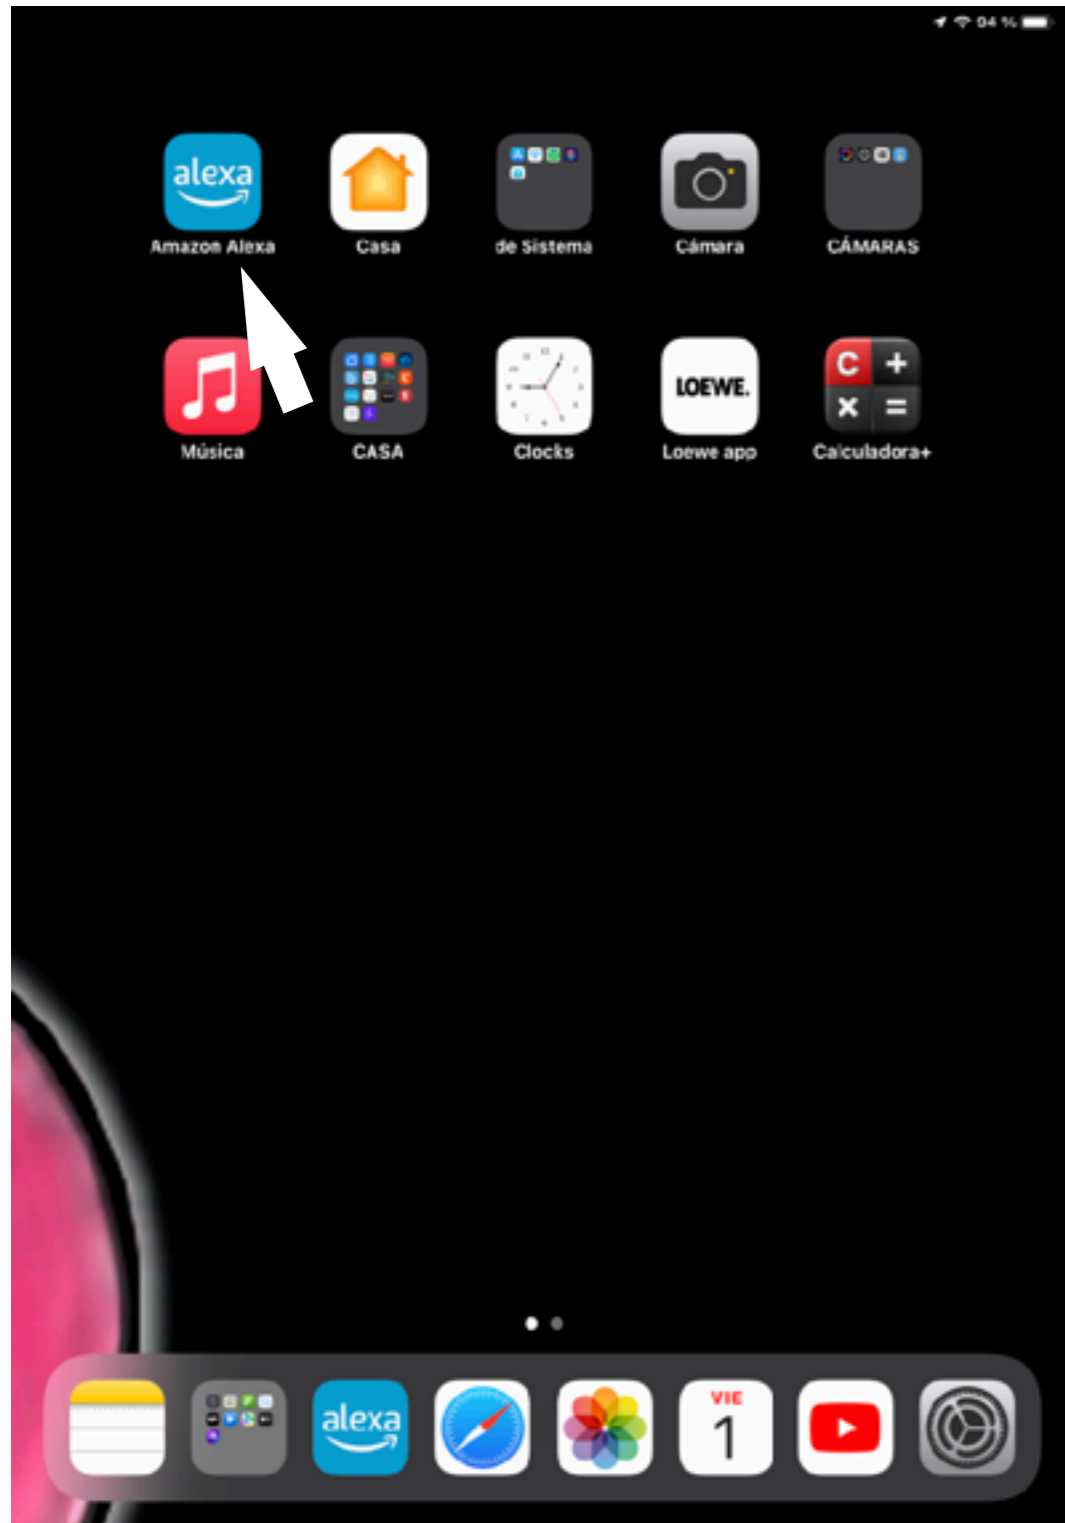 94 %
alexa
Amazon Alexa
Casa
de Sistema
Cámara
CÁMARAS
LOEWE.
C +
x =
Música
CASA
Clocks
Loewe app
Calculadora+
alexa
VIE
1